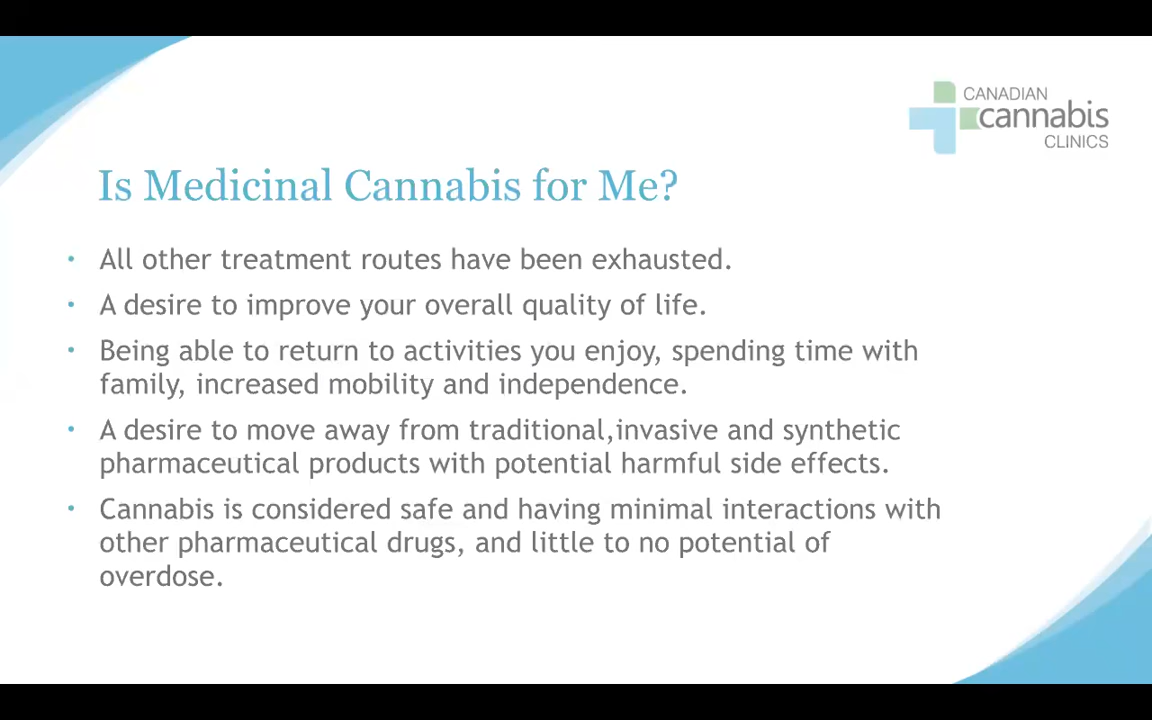 CANADIAN
cannabis
CLINICS
Is Medicinal Cannabis for Me?
• All other treatment routes have been exhausted.
• A desire to improve your overall quality of life.
• Being able to return to activities you enjoy, spending time with
family, increased mobility and independence.
• A desire to move away from traditional,invasive and synthetic
pharmaceutical products with potential harmful side effects.
• Cannabis is considered safe and having minimal interactions with
other pharmaceutical drugs, and little to no potential of
overdose.